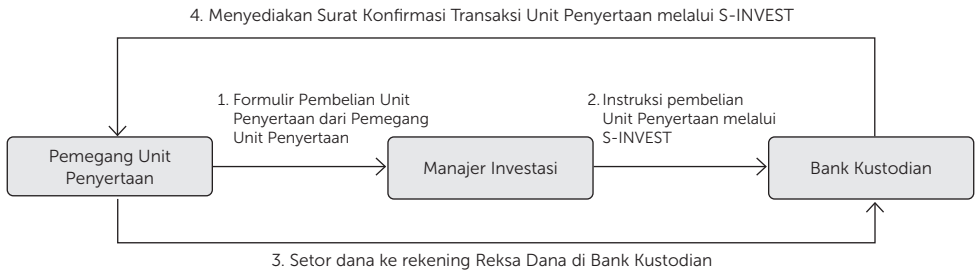 4. Menyediakan Surat Konfirmasi Transaksi Unit Penyertaan melalui S-INVEST
1. Formulir Pembelian Unit
Penyertaan dari Pemegang
Unit Penyertaan
2. Instruksi pembelian
Unit Penyertaan melalui
S-INVEST
Pemegang Unit
Penyertaan
Manajer Investasi
Bank Kustodian
3. Setor dana ke rekening Reksa Dana di Bank Kustodian